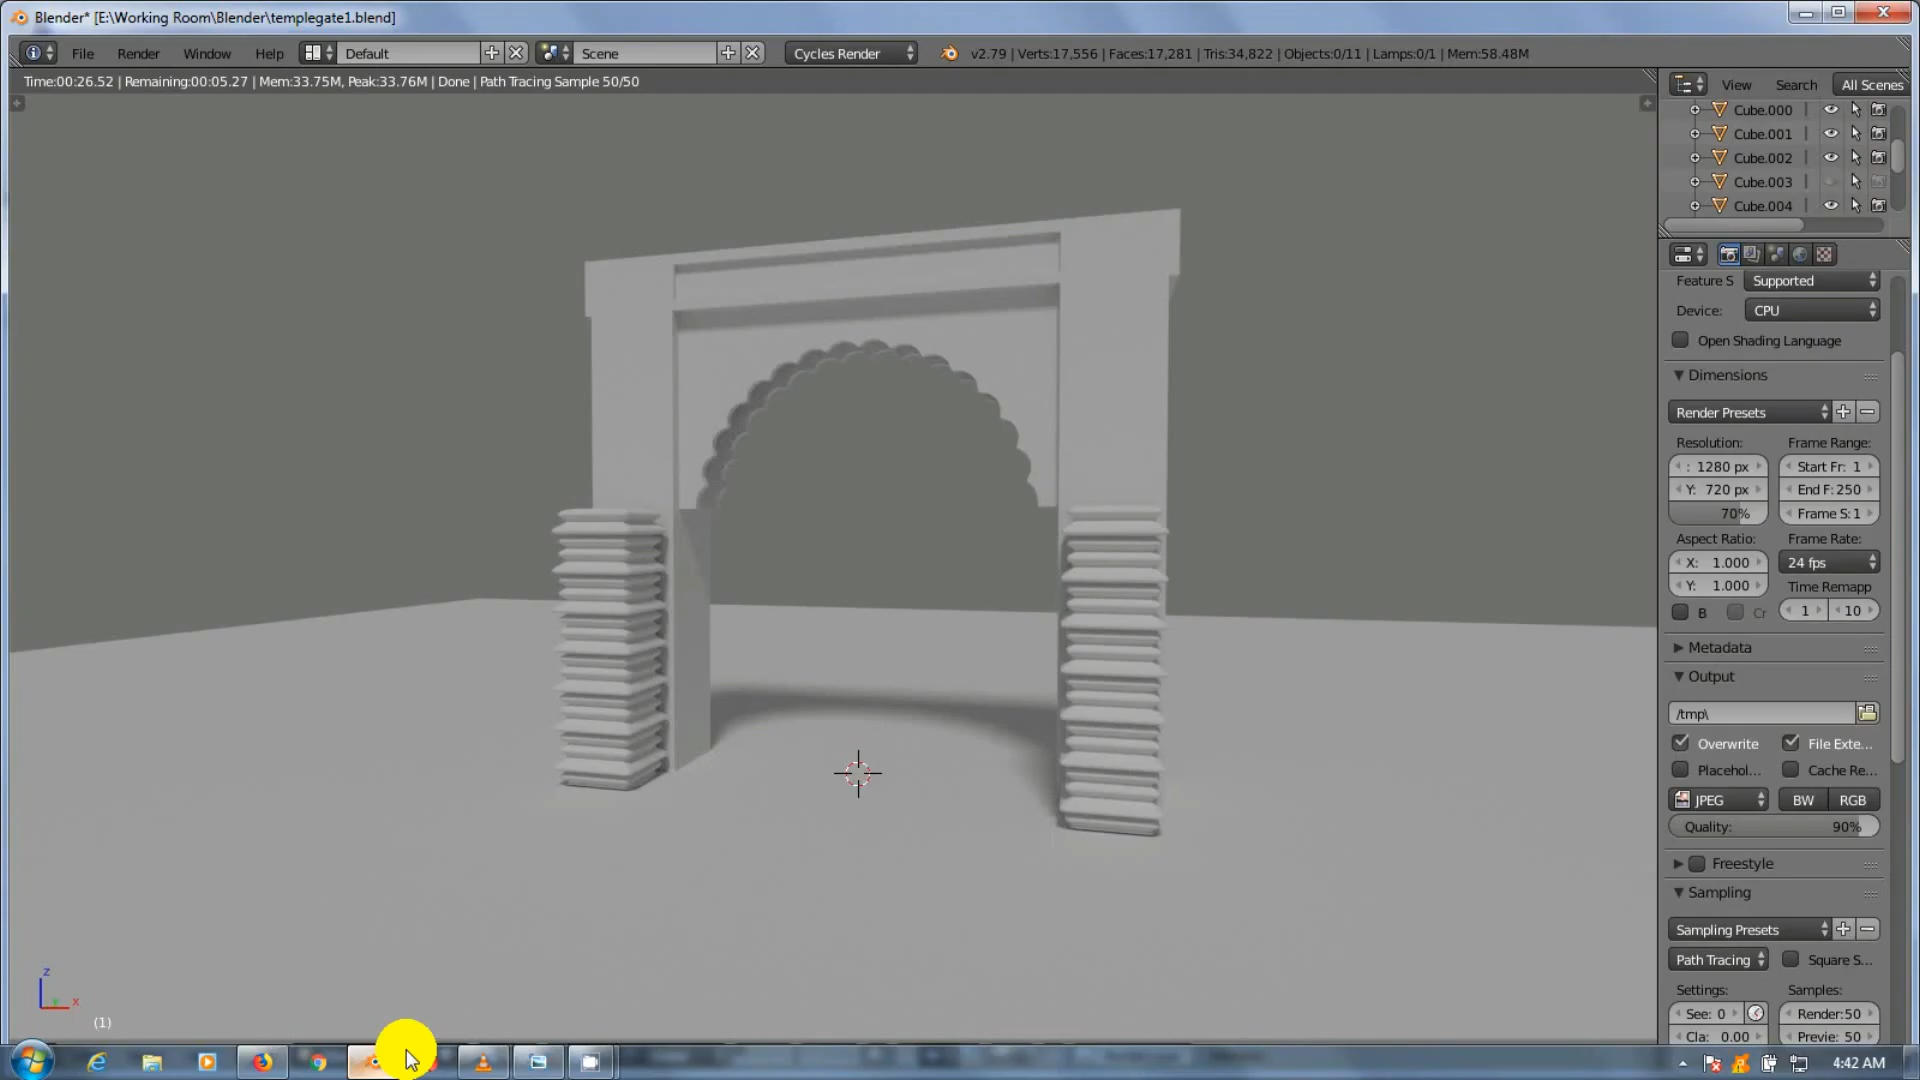 Blender* [E:\Working Room\Blender\templegate1.blend]
File Render Window Help Default Scene Cycles Render v2.79 | Verts:17,556 | Faces:17,281 | Tris:34,822 | Objects:0/11 | Lamps:0/1 | Mem:58.48M
Time:00:26.52 | Remaining:00:05.27 | Mem:33.75M, Peak:33.76M | Done | Path Tracing Sample 50/50
View Search All Scenes
Cube.000
Cube.001
Cube.002
Cube.003
Cube.004
Feature S Supported
Device: CPU
Open Shading Language
Dimensions
Render Presets
Resolution: Frame Range:
: 1280 px Start Fr: 1
Y: 720 px End F: 250
70% Frame S: 1
Aspect Ratio: Frame Rate:
X: 1.000 24 fps
Y: 1.000 Time Remapp
B Cr 1 10
Metadata
Output
/tmp\
Overwrite File Exte...
Placehol... Cache Re...
JPEG BW RGB
Quality: 90%
Freestyle
Sampling
Sampling Presets
Path Tracing Square S...
Settings: Samples:
See: 0 Render: 50
Cla: 0.00 Previe: 50
z
y x
(1)
4:42 AM